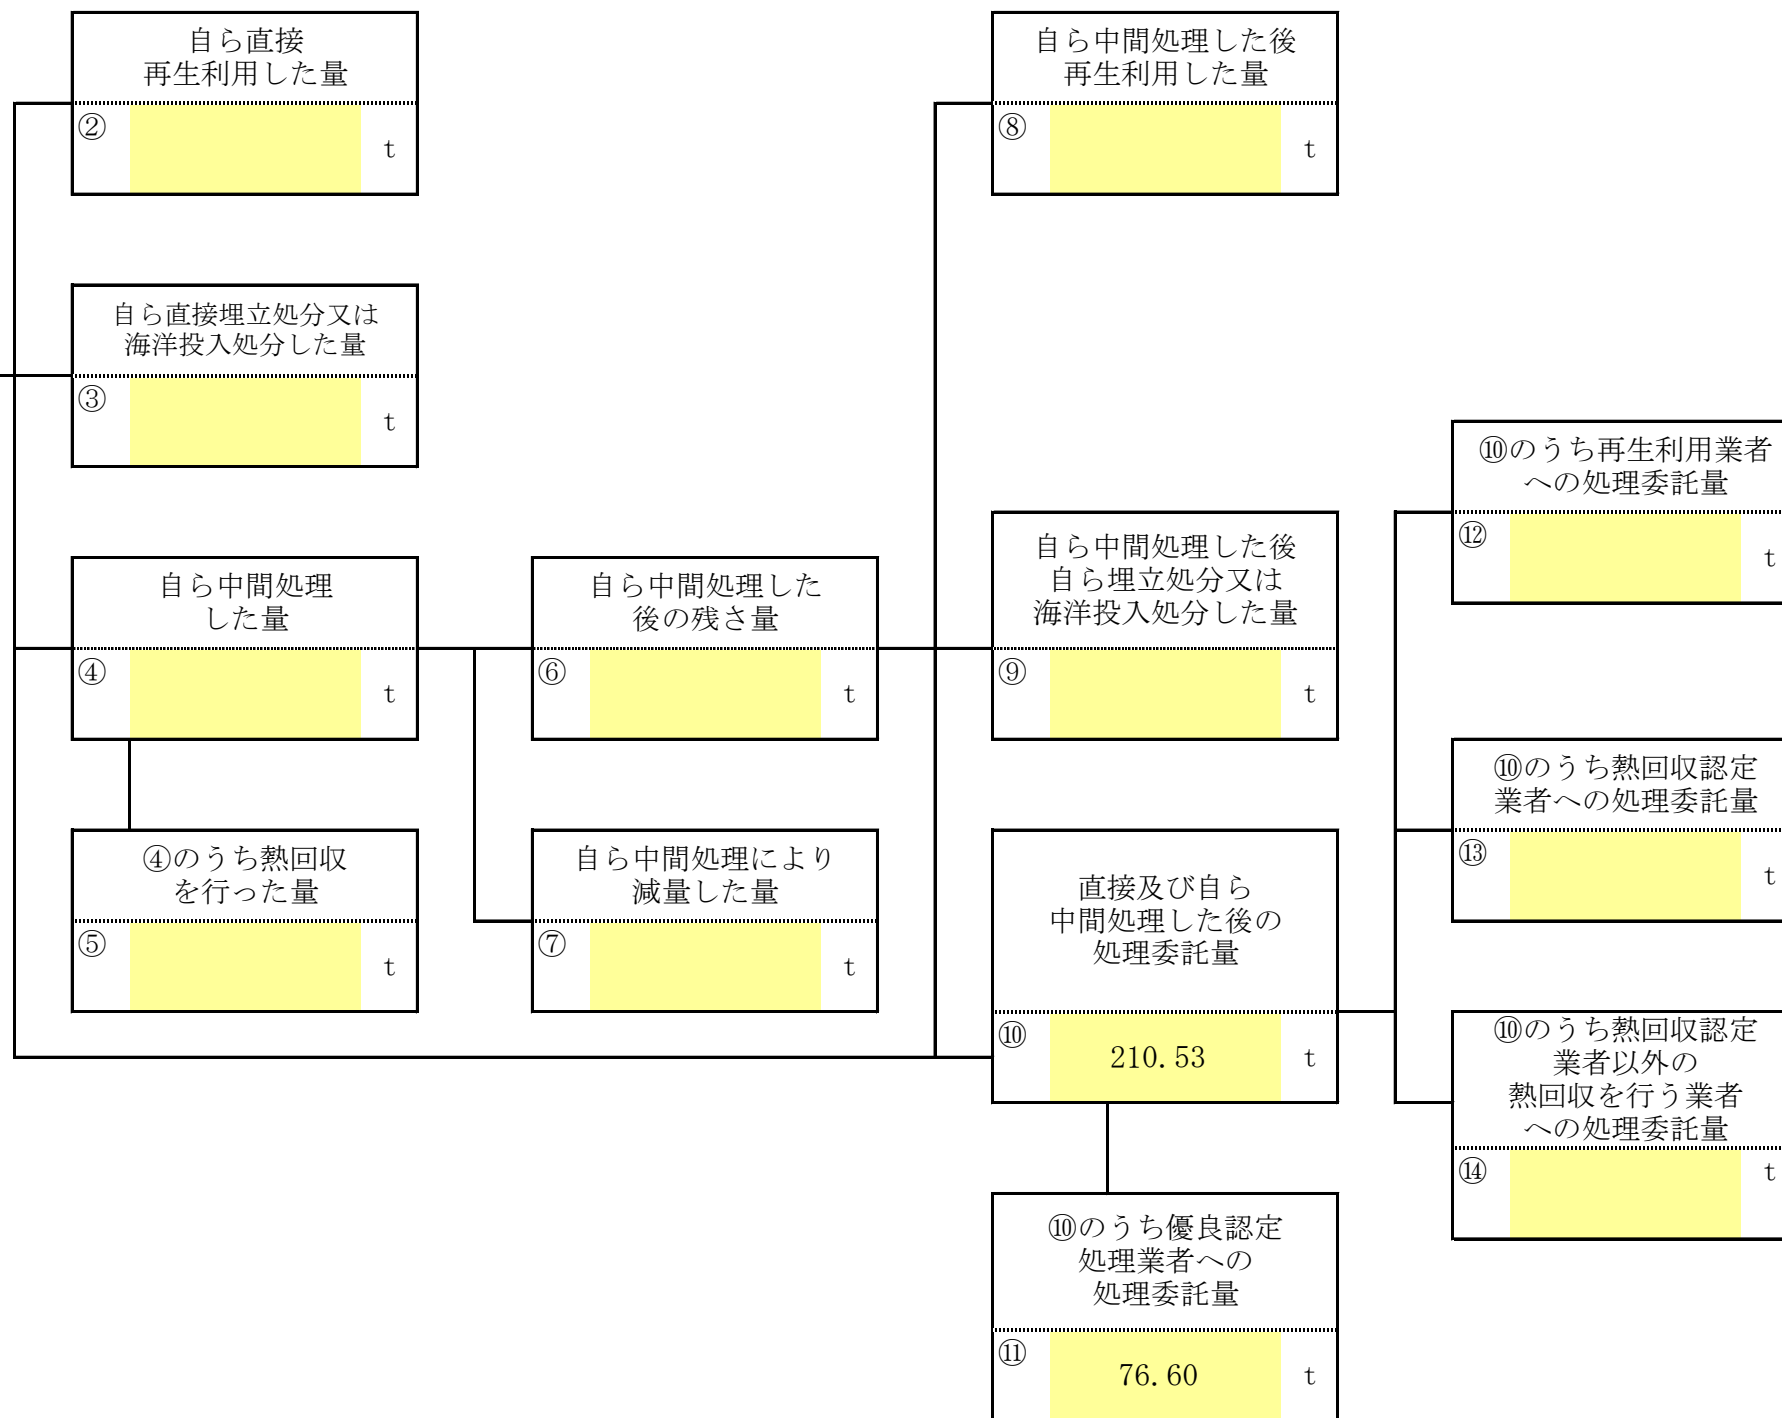 自ら直接
再生利用した量
②
t
自ら中間処理した後
再生利用した量
⑧
t
自ら直接埋立処分又は
海洋投入処分した量
③
t
⑩のうち再生利用業者
への処理委託量
⑫
t
自ら中間処理
した量
④
t
自ら中間処理した
後の残さ量
⑥
t
自ら中間処理した後
自ら埋立処分又は
海洋投入処分した量
⑨
t
⑩のうち熱回収認定
業者への処理委託量
⑬
t
④のうち熱回収
を行った量
⑤
t
自ら中間処理により
減量した量
⑦
t
直接及び自ら
中間処理した後の
処理委託量
⑩
210.53
t
⑩のうち熱回収認定
業者以外の
熱回収を行う業者
への処理委託量
⑭
t
⑩のうち優良認定
処理業者への
処理委託量
⑪
76.60
t